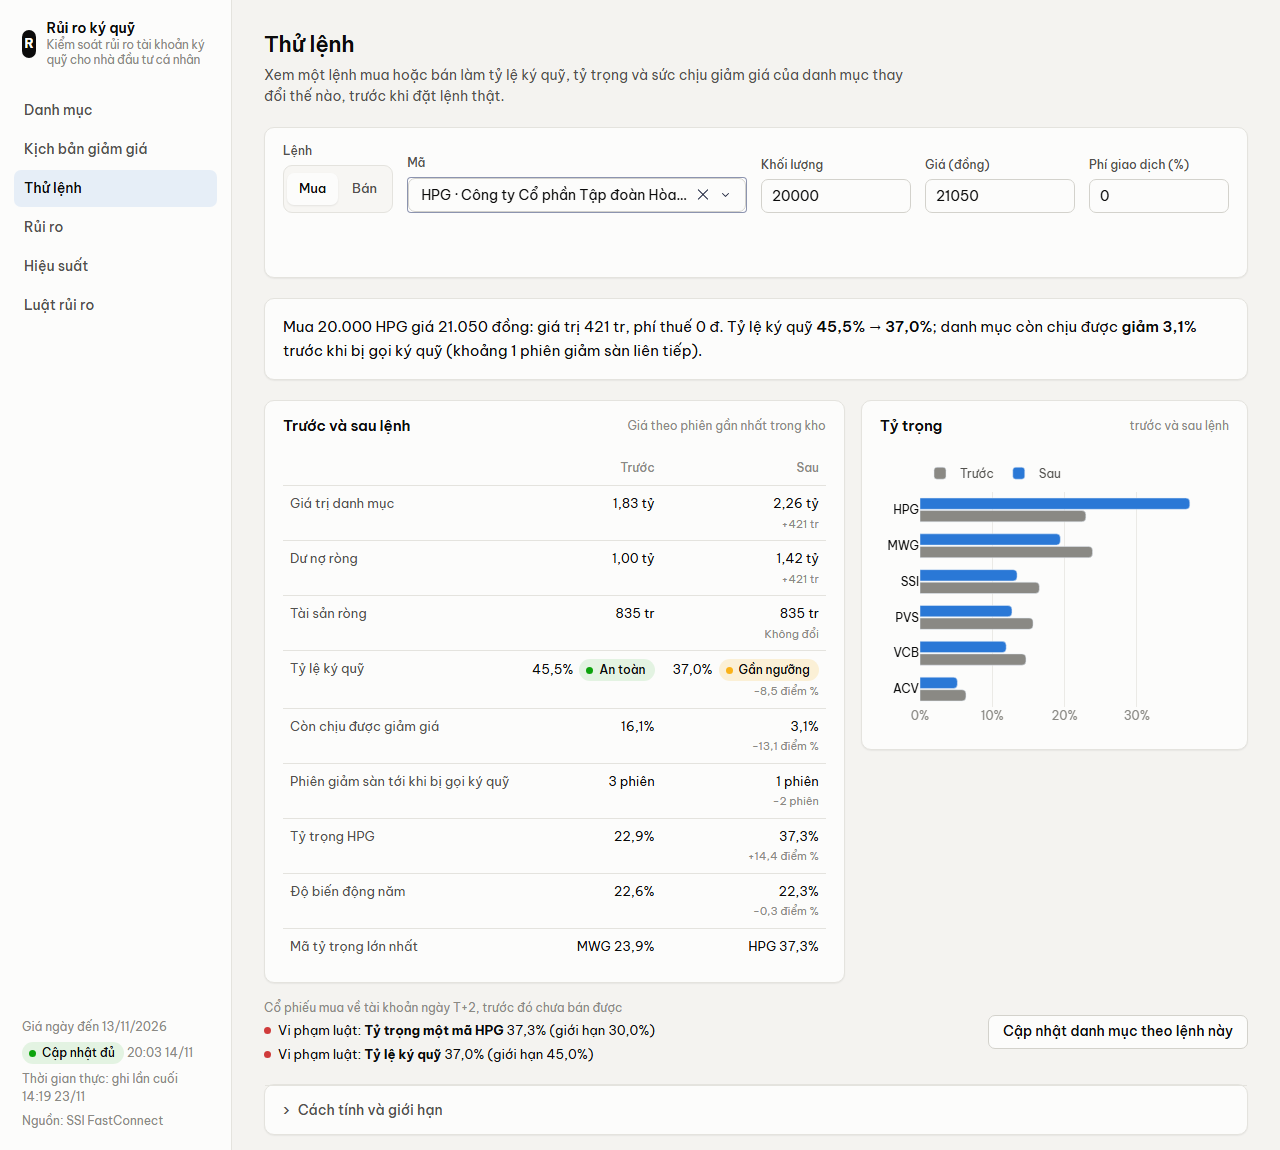 R
Rủi ro ký quỹ
Kiểm soát rủi ro tài khoản ký
quỹ cho nhà đầu tư cá nhân
Danh mục
Kịch bản giảm giá
Thử lệnh
Rủi ro
Hiệu suất
Luật rủi ro
Giá ngày đến 13/11/2026
Cập nhật đủ 20:03 14/11
Thời gian thực: ghi lần cuối
14:19 23/11
Nguồn: SSI FastConnect
Thử lệnh
Xem một lệnh mua hoặc bán làm tỷ lệ ký quỹ, tỷ trọng và sức chịu giảm giá của danh mục thay
đổi thế nào, trước khi đặt lệnh thật.
Lệnh Mã Khối lượng Giá (đồng) Phí giao dịch (%)
Mua Bán HPG · Công ty Cổ phần Tập đoàn Hòa... 20000 21050 0
Mua 20.000 HPG giá 21.050 đồng: giá trị 421 tr, phí thuế 0 đ. Tỷ lệ ký quỹ 45,5% → 37,0%; danh mục còn chịu được giảm 3,1%
trước khi bị gọi ký quỹ (khoảng 1 phiên giảm sàn liên tiếp).
Trước và sau lệnh Giá theo phiên gần nhất trong kho
Trước Sau
Giá trị danh mục 1,83 tỷ 2,26 tỷ
+421 tr
Dư nợ ròng 1,00 tỷ 1,42 tỷ
+421 tr
Tài sản ròng 835 tr 835 tr
Không đổi
Tỷ lệ ký quỹ 45,5% An toàn 37,0% Gần ngưỡng
−8,5 điểm %
Còn chịu được giảm giá 16,1% 3,1%
−13,1 điểm %
Phiên giảm sàn tới khi bị gọi ký quỹ 3 phiên 1 phiên
−2 phiên
Tỷ trọng HPG 22,9% 37,3%
+14,4 điểm %
Độ biến động năm 22,6% 22,3%
−0,3 điểm %
Mã tỷ trọng lớn nhất MWG 23,9% HPG 37,3%
Tỷ trọng trước và sau lệnh
Trước Sau
HPG
MWG
SSI
PVS
VCB
ACV
0% 10% 20% 30%
Cổ phiếu mua về tài khoản ngày T+2, trước đó chưa bán được
Vi phạm luật: Tỷ trọng một mã HPG 37,3% (giới hạn 30,0%)
Vi phạm luật: Tỷ lệ ký quỹ 37,0% (giới hạn 45,0%)
Cập nhật danh mục theo lệnh này
Cách tính và giới hạn